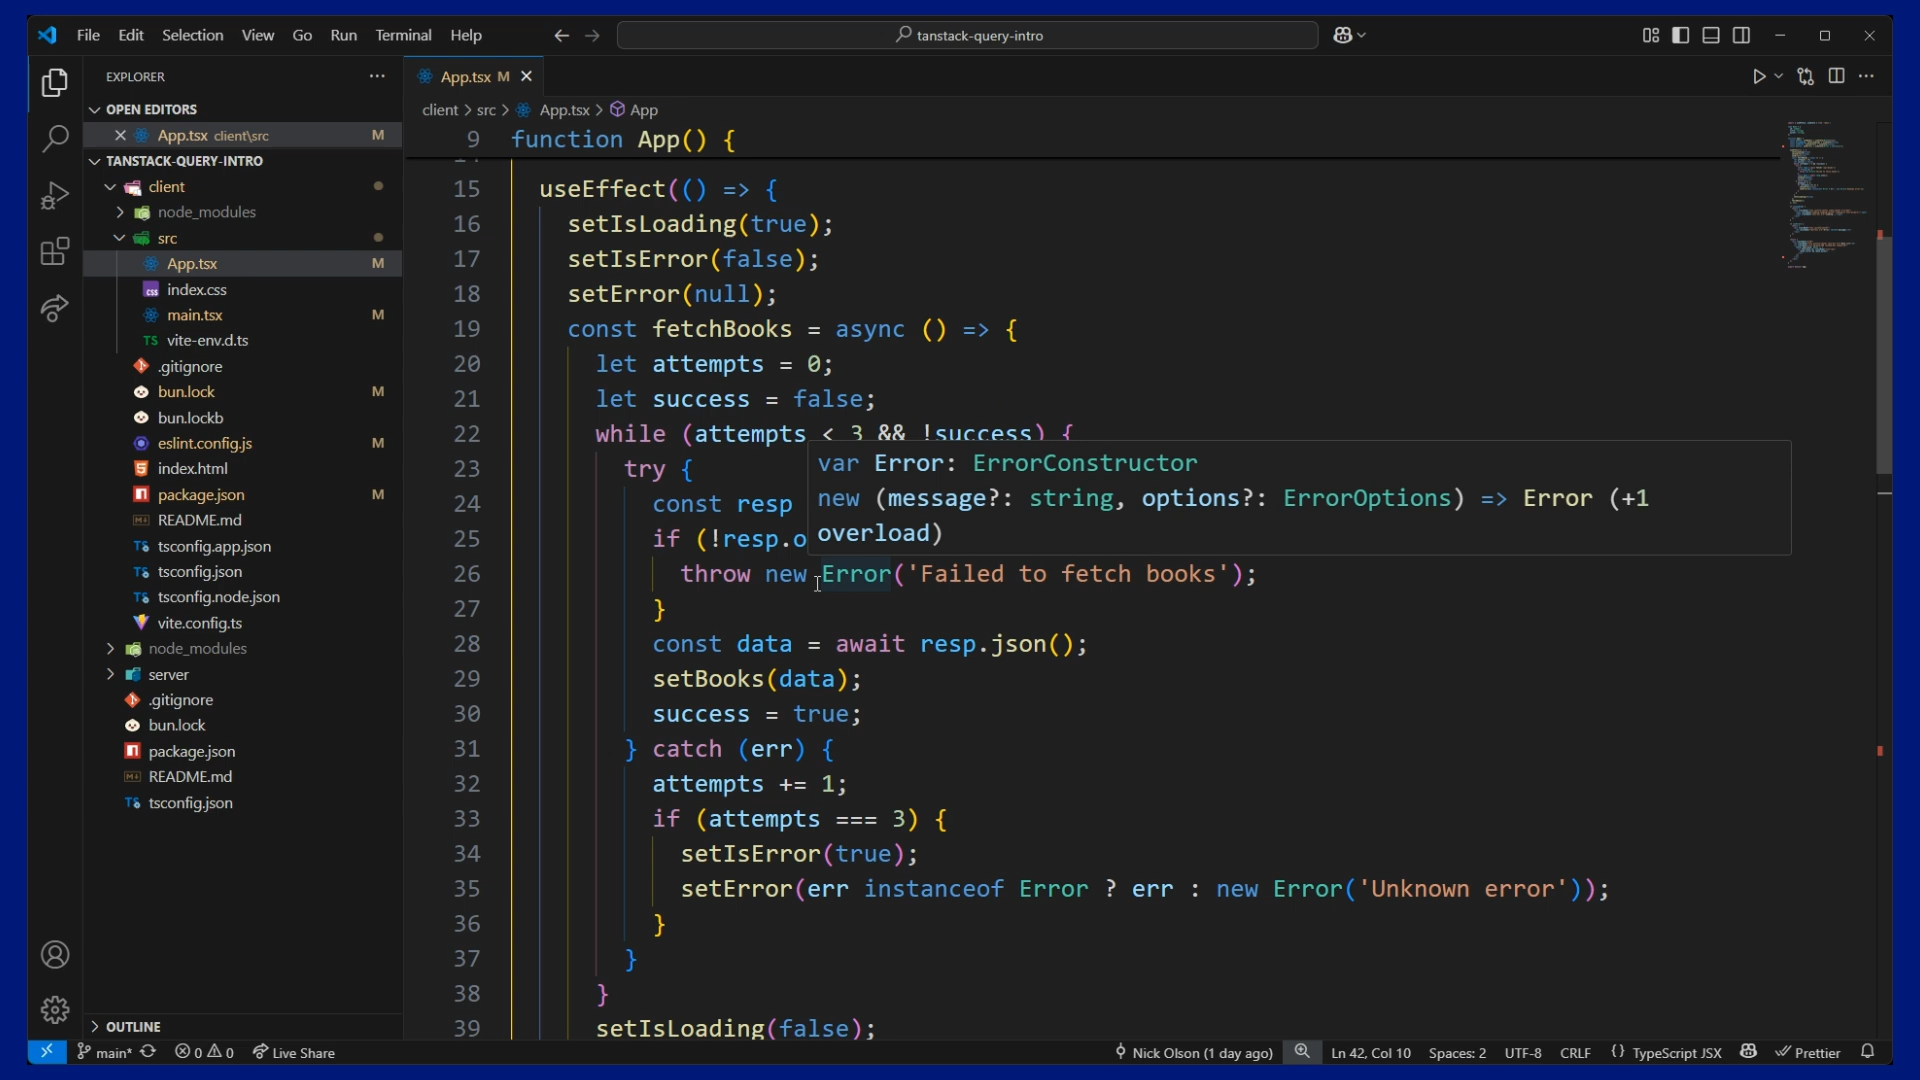 File Edit Selection View Go Run Terminal Help
tanstack-query-intro
EXPLORER
OPEN EDITORS
App.tsx client\src M
TANSTACK-QUERY-INTRO
client
node_modules
src
App.tsx M
index.css
main.tsx M
TS vite-env.d.ts
.gitignore
bun.lock M
bun.lockb
eslint.config.js M
index.html
package.json M
README.md
TS tsconfig.app.json
TS tsconfig.json
TS tsconfig.node.json
vite.config.ts
node_modules
server
.gitignore
bun.lock
package.json
README.md
TS tsconfig.json
OUTLINE
App.tsx M
client > src > App.tsx > App
9 function App() {
15 useEffect(() => {
16 setIsLoading(true);
17 setIsError(false);
18 setError(null);
19 const fetchBooks = async () => {
20 let attempts = 0;
21 let success = false;
22 while (attempts < 3 && !success) {
23 try {
24 const resp
25 if (!resp.o
var Error: ErrorConstructor
new (message?: string, options?: ErrorOptions) => Error (+1
overload)
26 throw new Error('Failed to fetch books');
27 }
28 const data = await resp.json();
29 setBooks(data);
30 success = true;
31 } catch (err) {
32 attempts += 1;
33 if (attempts === 3) {
34 setIsError(true);
35 setError(err instanceof Error ? err : new Error('Unknown error'));
36 }
37 }
38 }
39 setIsLoading(false);
main* 0 0 Live Share
Nick Olson (1 day ago) Ln 42, Col 10 Spaces: 2 UTF-8 CRLF {} TypeScript JSX Prettier